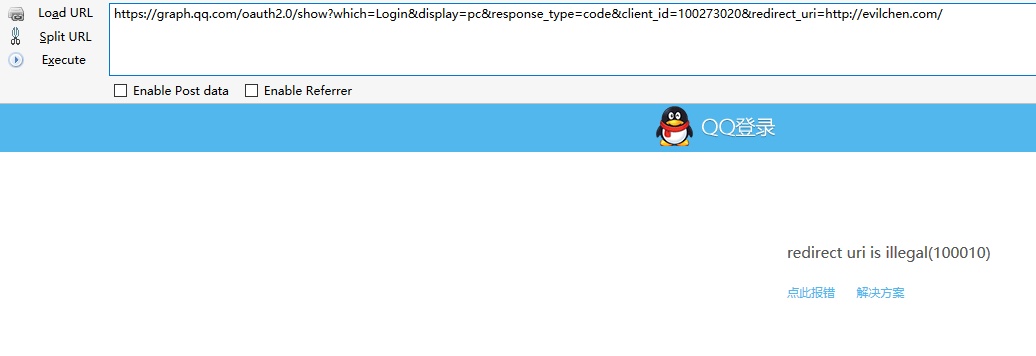 Load URL
https://graph.qq.com/oauth2.0/show?which=Login&display=pc&response_type=code&client_id=100273020&redirect_uri=http://evilchen.com/
Split URL
Execute
Enable Post data Enable Referrer
QQ登录
redirect uri is illegal(100010)
点此报错 解决方案